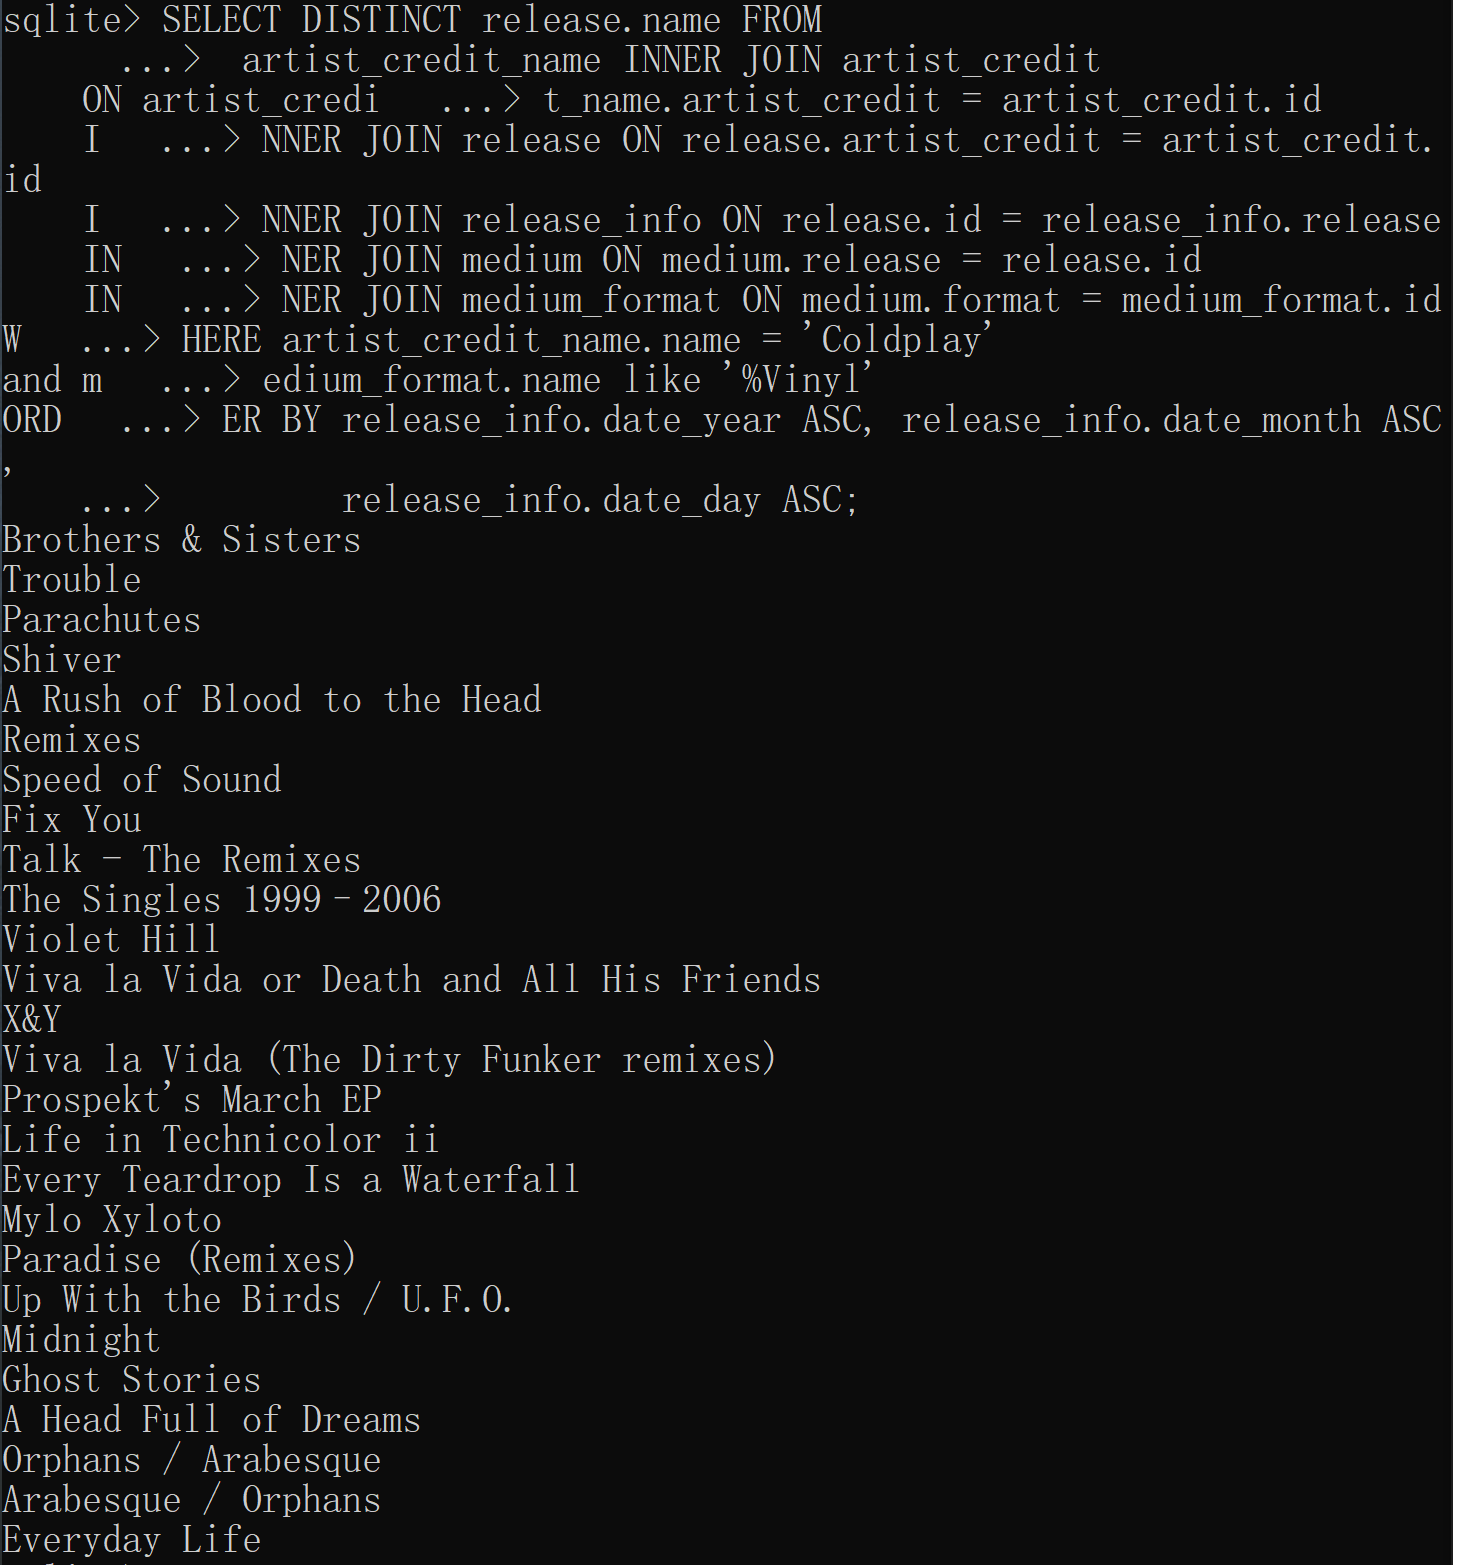 sqlite> SELECT DISTINCT release.name FROM
...> artist_credit_name INNER JOIN artist_credit
ON artist_credi ...> t_name.artist_credit = artist_credit.id
I ...> NNER JOIN release ON release.artist_credit = artist_credit.
id
I ...> NNER JOIN release_info ON release.id = release_info.release
IN ...> NER JOIN medium ON medium.release = release.id
IN ...> NER JOIN medium_format ON medium.format = medium_format.id
W ...> HERE artist_credit_name.name = 'Coldplay'
and m ...> edium_format.name like '%Vinyl'
ORD ...> ER BY release_info.date_year ASC, release_info.date_month ASC
,
...> release_info.date_day ASC;
Brothers & Sisters
Trouble
Parachutes
Shiver
A Rush of Blood to the Head
Remixes
Speed of Sound
Fix You
Talk - The Remixes
The Singles 1999‐2006
Violet Hill
Viva la Vida or Death and All His Friends
X&Y
Viva la Vida (The Dirty Funker remixes)
Prospekt's March EP
Life in Technicolor ii
Every Teardrop Is a Waterfall
Mylo Xyloto
Paradise (Remixes)
Up With the Birds / U.F.O.
Midnight
Ghost Stories
A Head Full of Dreams
Orphans / Arabesque
Arabesque / Orphans
Everyday Life